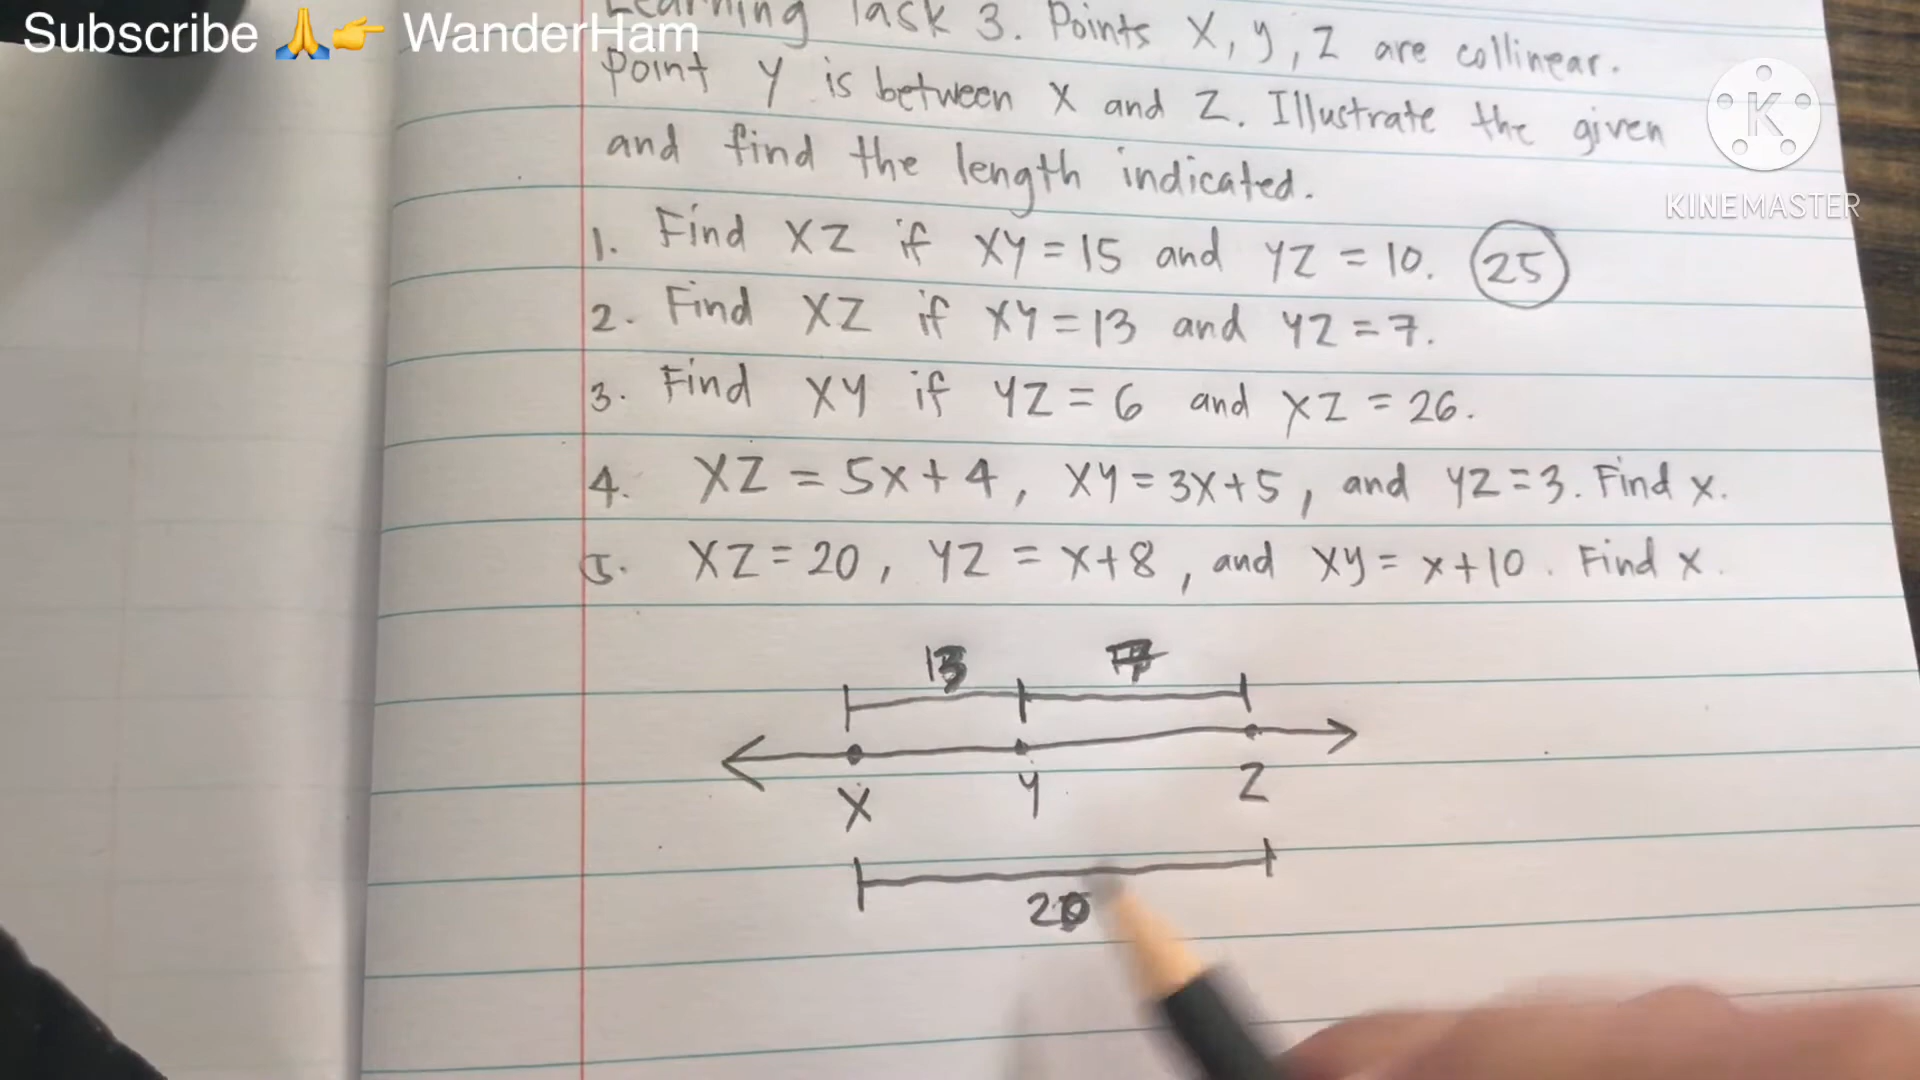 Subscribe 🙏👉 WanderHam
Learning Task 3. Points X, Y, Z are collinear.
Point Y is between X and Z. Illustrate the given
and find the length indicated.
K
KINEMASTER
1. Find XZ if XY = 15 and YZ = 10. 25
2. Find XZ if XY = 13 and YZ = 7.
3. Find XY if YZ = 6 and XZ = 26.
4. XZ = 5x + 4, XY = 3x + 5, and YZ = 3. Find x.
5. XZ = 20, YZ = x + 8, and XY = x + 10. Find x.
13 7
X Y Z
20